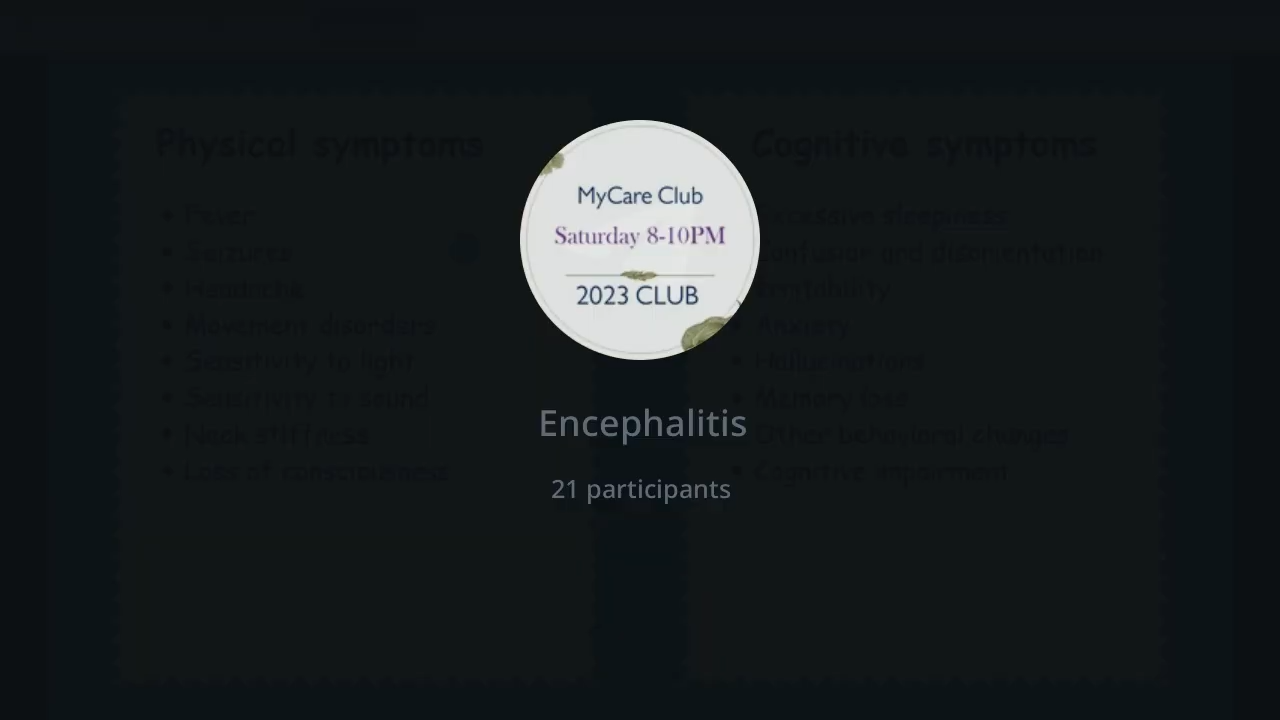 Physical symptoms
• Fever
• Seizures
• Headache
• Movement disorders
• Sensitivity to light
• Sensitivity to sound
• Neck stiffness
• Loss of consciousness
MyCare Club
Saturday 8-10PM
2023 CLUB
Encephalitis
21 participants
Cognitive symptoms
Excessive sleepiness
Confusion and disorientation
Irritability
• Anxiety
• Hallucinations
• Memory loss
• Other behavioral changes
• Cognitive impairment